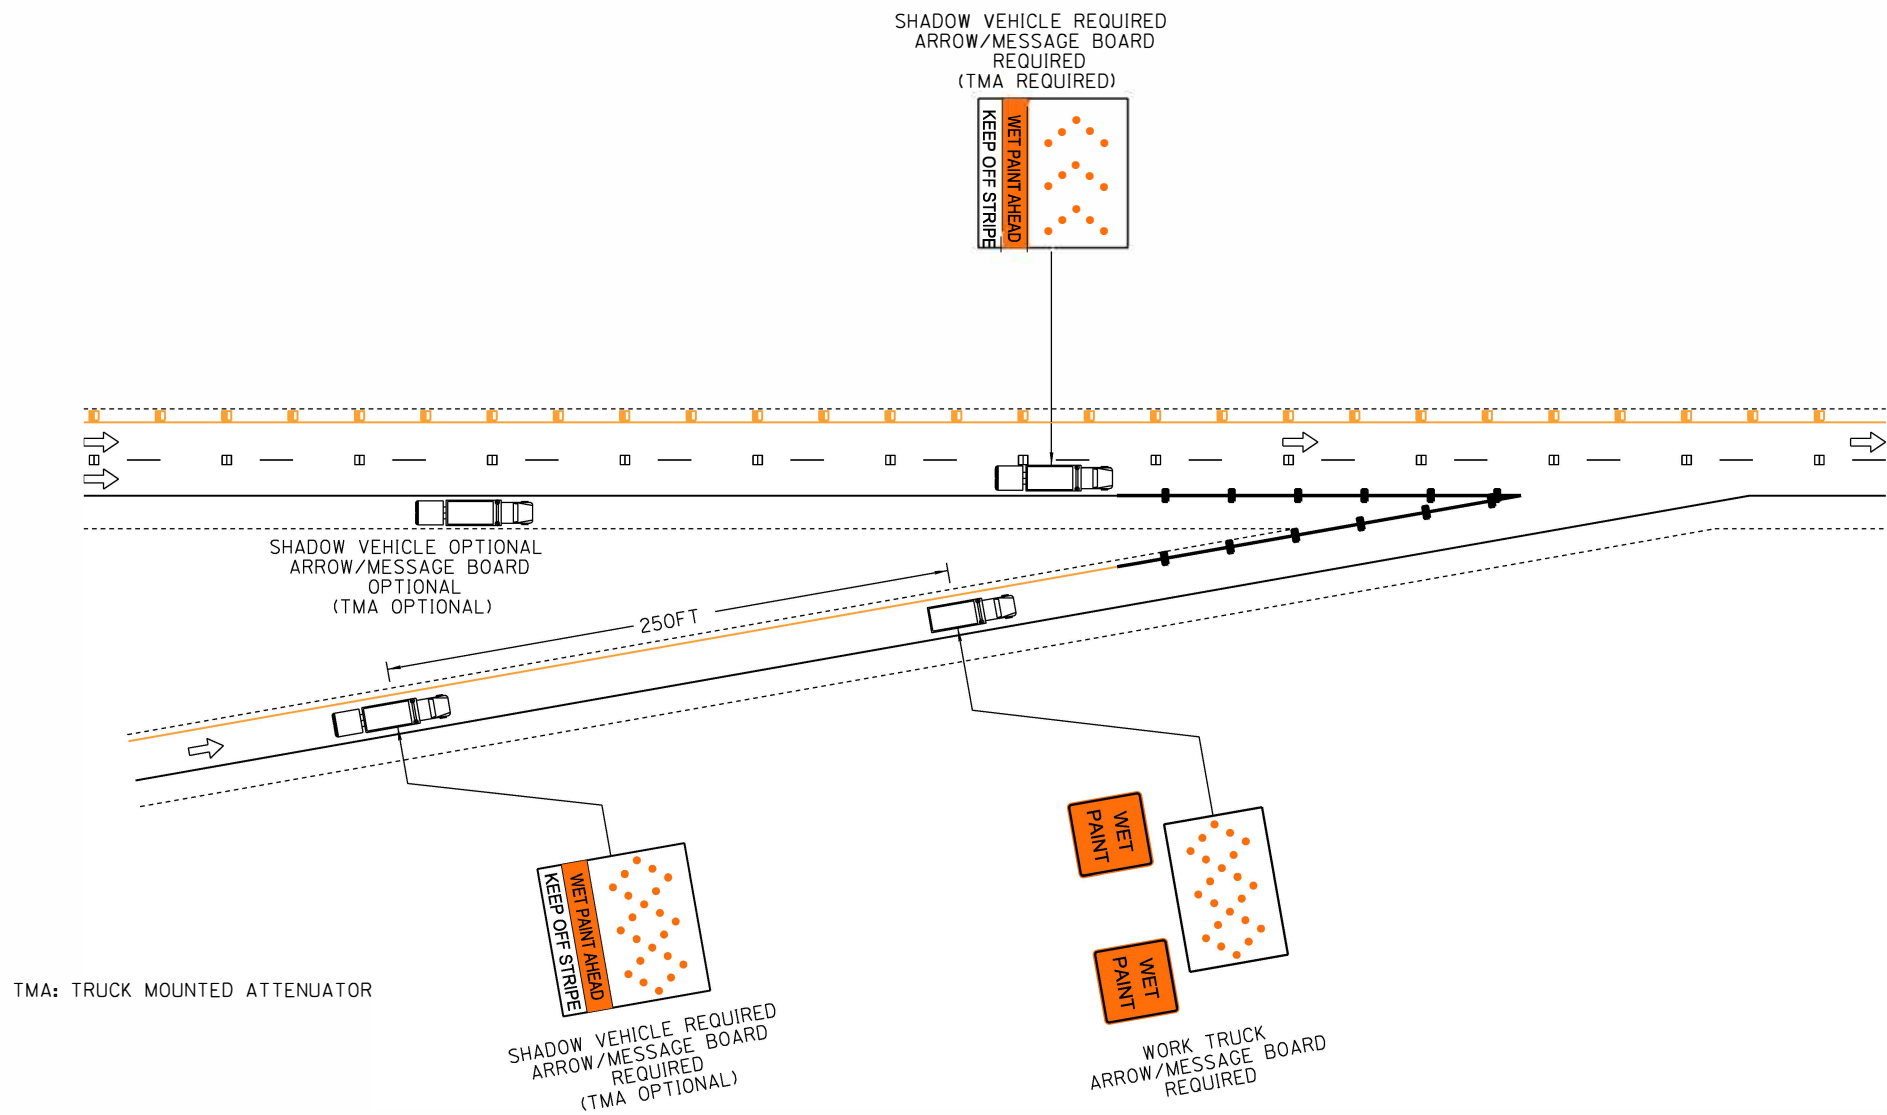 SHADOW VEHICLE REQUIRED
ARROW/MESSAGE BOARD
REQUIRED
(TMA REQUIRED)
WET PAINT AHEAD
KEEP OFF STRIPE
SHADOW VEHICLE OPTIONAL
ARROW/MESSAGE BOARD
OPTIONAL
(TMA OPTIONAL)
250FT
WET
PAINT
WET
PAINT
WET PAINT AHEAD
KEEP OFF STRIPE
TMA: TRUCK MOUNTED ATTENUATOR
SHADOW VEHICLE REQUIRED
ARROW/MESSAGE BOARD
REQUIRED
(TMA OPTIONAL)
WORK TRUCK
ARROW/MESSAGE BOARD
REQUIRED